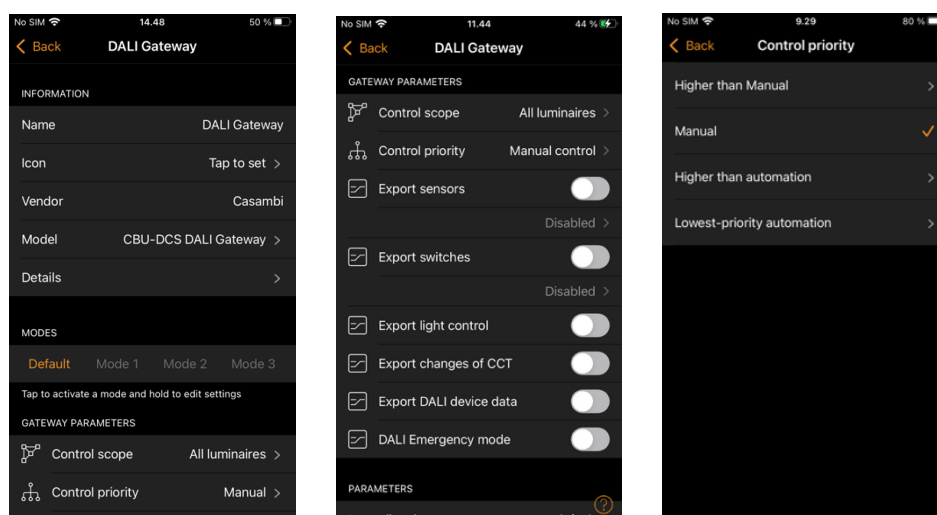 No SIM 14.48 50 %
Back DALI Gateway
INFORMATION
Name DALI Gateway
Icon Tap to set >
Vendor Casambi
Model CBU-DCS DALI Gateway >
Details >
MODES
Default Mode 1 Mode 2 Mode 3
Tap to activate a mode and hold to edit settings
GATEWAY PARAMETERS
Control scope All luminaires >
Control priority Manual >
No SIM 11.44 44 %
Back DALI Gateway
GATEWAY PARAMETERS
Control scope All luminaires >
Control priority Manual control >
Export sensors
Disabled >
Export switches
Disabled >
Export light control
Export changes of CCT
Export DALI device data
DALI Emergency mode
PARAMETERS
?
No SIM 9.29 80 %
Back Control priority
Higher than Manual >
Manual
Higher than automation >
Lowest-priority automation >